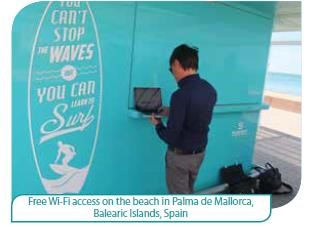 YOU
CAN'T
STOP
THE WAVES
BUT
YOU CAN
LEARN TO
Surf
Free Wi-Fi access on the beach in Palma de Mallorca,
Balearic Islands, Spain